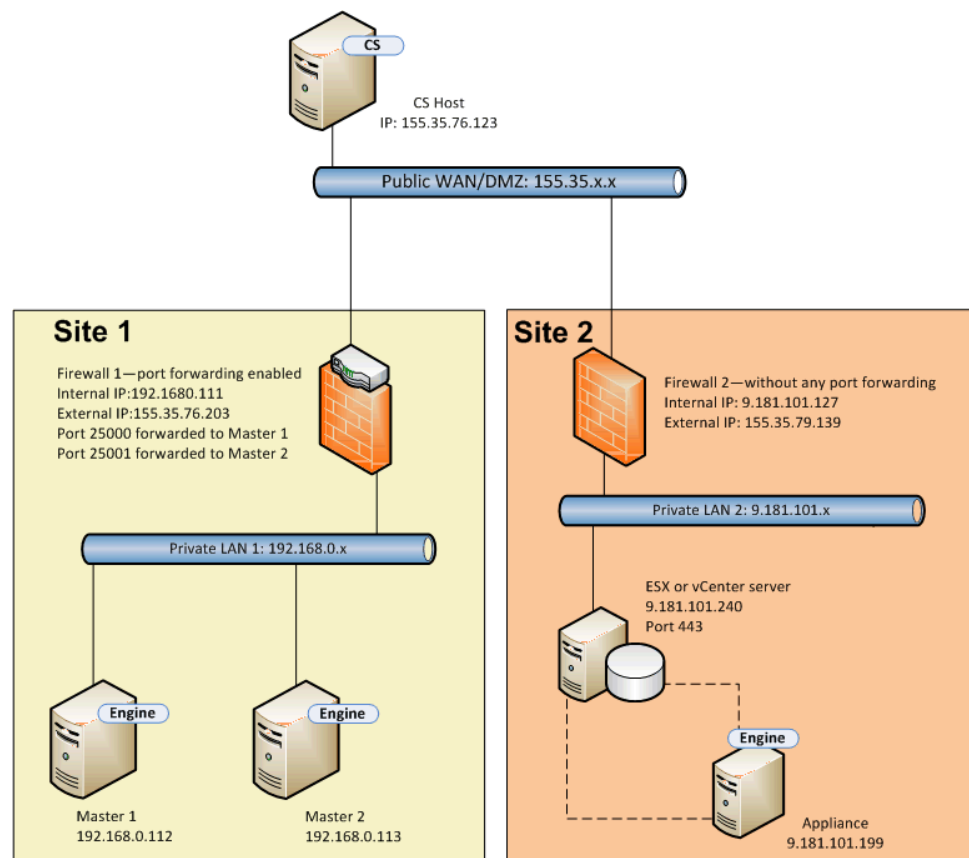 CS
CS Host
IP: 155.35.76.123
Public WAN/DMZ: 155.35.x.x
Site 1
Firewall 1—port forwarding enabled
Internal IP:192.1680.111
External IP:155.35.76.203
Port 25000 forwarded to Master 1
Port 25001 forwarded to Master 2
Private LAN 1: 192.168.0.x
Engine
Master 1
192.168.0.112
Engine
Master 2
192.168.0.113
Site 2
Firewall 2—without any port forwarding
Internal IP: 9.181.101.127
External IP: 155.35.79.139
Private LAN 2: 9.181.101.x
ESX or vCenter server
9.181.101.240
Port 443
Engine
Appliance
9.181.101.199